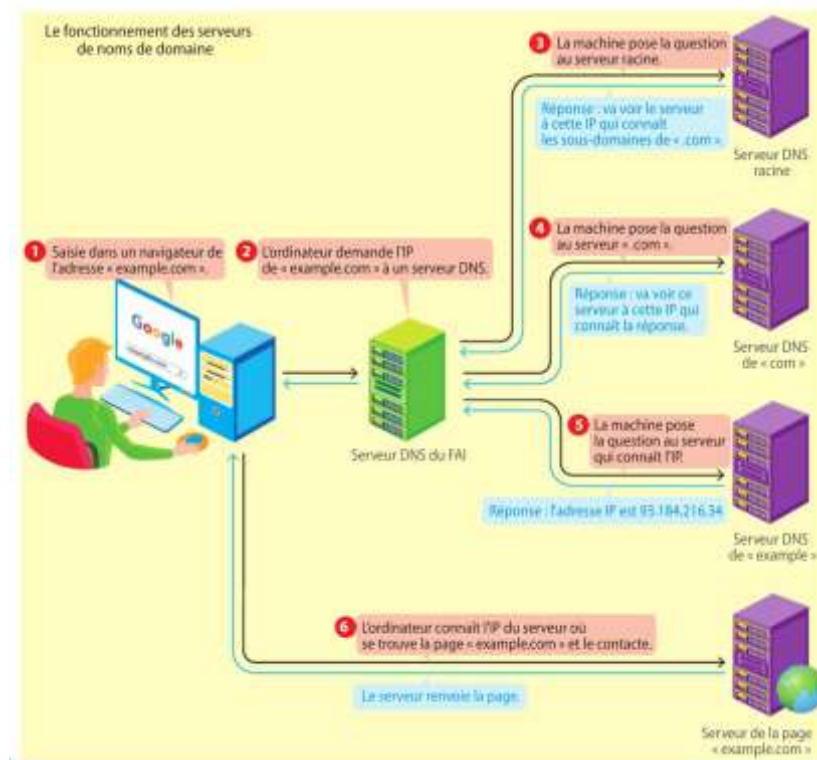 Le fonctionnement des serveurs
de noms de domaine
3 La machine pose la question
au serveur racine.
Réponse : va voir le serveur
à cette IP qui connaît
les sous-domaines de « .com ».
Serveur DNS
racine
1 Saisie dans un navigateur de
l'adresse « example.com ».
2 L'ordinateur demande l'IP
de « example.com » à un serveur DNS.
4 La machine pose la question
au serveur « .com ».
Réponse : va voir ce
serveur à cette IP qui
connaît la réponse.
Serveur DNS
de « com »
Google
Serveur DNS du FAI
5 La machine pose
la question au serveur
qui connaît l'IP.
Réponse : l'adresse IP est 93.184.216.34
Serveur DNS
de « example »
6 L'ordinateur connaît l'IP du serveur où
se trouve la page « example.com » et le contacte.
Le serveur renvoie la page.
Serveur de la page
« example.com »